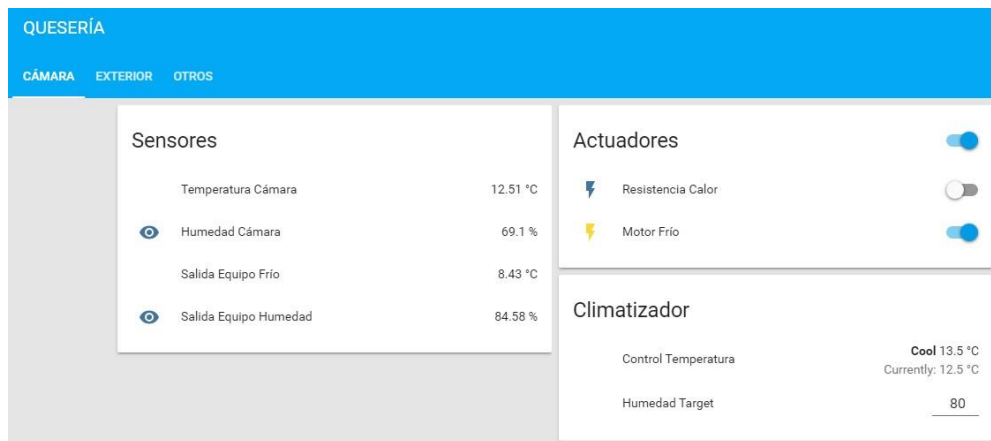 QUESERÍA
CÁMARA EXTERIOR OTROS
Sensores
Temperatura Cámara 12.51 °C
Humedad Cámara 69.1 %
Salida Equipo Frío 8.43 °C
Salida Equipo Humedad 84.58 %
Actuadores
Resistencia Calor
Motor Frío
Climatizador
Control Temperatura Cool 13.5 °C
Currently: 12.5 °C
Humedad Target 80